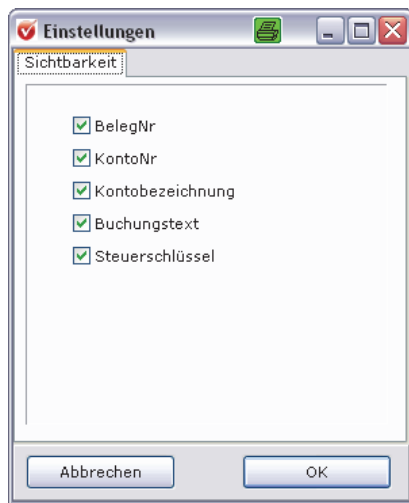 Einstellungen
Sichtbarkeit
BelegNr
KontoNr
Kontobezeichnung
Buchungstext
Steuerschlüssel
Abbrechen OK